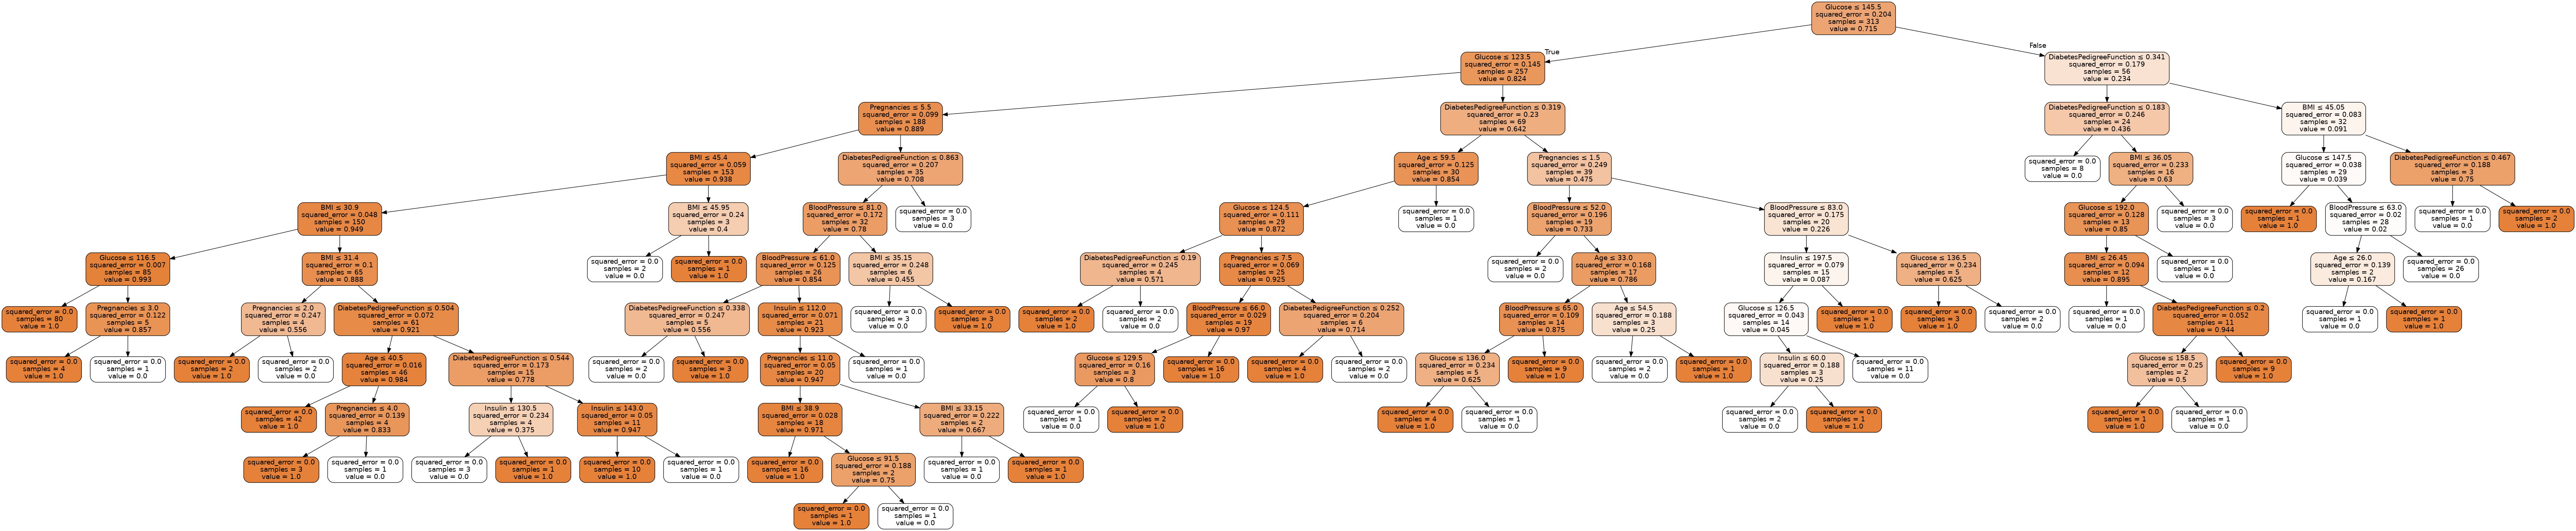 Glucose ≤ 145.5
squared_error = 0.204
samples = 313
value = 0.715
True
False
Glucose ≤ 123.5
squared_error = 0.145
samples = 257
value = 0.824
DiabetesPedigreeFunction ≤ 0.341
squared_error = 0.179
samples = 56
value = 0.234
Pregnancies ≤ 5.5
squared_error = 0.099
samples = 188
value = 0.889
DiabetesPedigreeFunction ≤ 0.319
squared_error = 0.23
samples = 69
value = 0.642
DiabetesPedigreeFunction ≤ 0.183
squared_error = 0.246
samples = 24
value = 0.436
BMI ≤ 45.05
squared_error = 0.083
samples = 32
value = 0.091
BMI ≤ 45.4
squared_error = 0.059
samples = 153
value = 0.938
DiabetesPedigreeFunction ≤ 0.863
squared_error = 0.207
samples = 35
value = 0.708
Age ≤ 59.5
squared_error = 0.125
samples = 30
value = 0.854
Pregnancies ≤ 1.5
squared_error = 0.249
samples = 39
value = 0.475
squared_error = 0.0
samples = 8
value = 0.0
BMI ≤ 36.05
squared_error = 0.233
samples = 16
value = 0.63
Glucose ≤ 147.5
squared_error = 0.038
samples = 29
value = 0.039
DiabetesPedigreeFunction ≤ 0.467
squared_error = 0.188
samples = 3
value = 0.75
BMI ≤ 30.9
squared_error = 0.048
samples = 150
value = 0.949
BMI ≤ 45.95
squared_error = 0.24
samples = 3
value = 0.4
BloodPressure ≤ 81.0
squared_error = 0.172
samples = 32
value = 0.78
squared_error = 0.0
samples = 3
value = 0.0
Glucose ≤ 124.5
squared_error = 0.111
samples = 29
value = 0.872
squared_error = 0.0
samples = 1
value = 0.0
BloodPressure ≤ 52.0
squared_error = 0.196
samples = 19
value = 0.733
BloodPressure ≤ 83.0
squared_error = 0.175
samples = 20
value = 0.226
Glucose ≤ 192.0
squared_error = 0.128
samples = 13
value = 0.85
squared_error = 0.0
samples = 3
value = 0.0
squared_error = 0.0
samples = 1
value = 1.0
BloodPressure ≤ 63.0
squared_error = 0.02
samples = 28
value = 0.02
squared_error = 0.0
samples = 1
value = 0.0
squared_error = 0.0
samples = 2
value = 1.0
Glucose ≤ 116.5
squared_error = 0.007
samples = 85
value = 0.993
BMI ≤ 31.4
squared_error = 0.1
samples = 65
value = 0.888
squared_error = 0.0
samples = 2
value = 0.0
squared_error = 0.0
samples = 1
value = 1.0
BloodPressure ≤ 61.0
squared_error = 0.125
samples = 26
value = 0.854
BMI ≤ 35.15
squared_error = 0.248
samples = 6
value = 0.455
DiabetesPedigreeFunction ≤ 0.19
squared_error = 0.245
samples = 4
value = 0.571
Pregnancies ≤ 7.5
squared_error = 0.069
samples = 25
value = 0.925
squared_error = 0.0
samples = 2
value = 0.0
Age ≤ 33.0
squared_error = 0.168
samples = 17
value = 0.786
Insulin ≤ 197.5
squared_error = 0.079
samples = 15
value = 0.087
Glucose ≤ 136.5
squared_error = 0.234
samples = 5
value = 0.625
BMI ≤ 26.45
squared_error = 0.094
samples = 12
value = 0.895
squared_error = 0.0
samples = 1
value = 0.0
Age ≤ 26.0
squared_error = 0.139
samples = 2
value = 0.167
squared_error = 0.0
samples = 26
value = 0.0
squared_error = 0.0
samples = 80
value = 1.0
Pregnancies ≤ 3.0
squared_error = 0.122
samples = 5
value = 0.857
Pregnancies ≤ 2.0
squared_error = 0.247
samples = 4
value = 0.556
DiabetesPedigreeFunction ≤ 0.504
squared_error = 0.072
samples = 61
value = 0.921
DiabetesPedigreeFunction ≤ 0.338
squared_error = 0.247
samples = 5
value = 0.556
Insulin ≤ 112.0
squared_error = 0.071
samples = 21
value = 0.923
squared_error = 0.0
samples = 3
value = 0.0
squared_error = 0.0
samples = 3
value = 1.0
squared_error = 0.0
samples = 2
value = 1.0
squared_error = 0.0
samples = 2
value = 0.0
BloodPressure ≤ 66.0
squared_error = 0.029
samples = 19
value = 0.97
DiabetesPedigreeFunction ≤ 0.252
squared_error = 0.204
samples = 6
value = 0.714
BloodPressure ≤ 65.0
squared_error = 0.109
samples = 14
value = 0.875
Age ≤ 54.5
squared_error = 0.188
samples = 3
value = 0.25
Glucose ≤ 126.5
squared_error = 0.043
samples = 14
value = 0.045
squared_error = 0.0
samples = 1
value = 1.0
squared_error = 0.0
samples = 3
value = 1.0
squared_error = 0.0
samples = 2
value = 0.0
squared_error = 0.0
samples = 1
value = 0.0
DiabetesPedigreeFunction ≤ 0.2
squared_error = 0.052
samples = 11
value = 0.944
squared_error = 0.0
samples = 1
value = 0.0
squared_error = 0.0
samples = 1
value = 1.0
squared_error = 0.0
samples = 4
value = 1.0
squared_error = 0.0
samples = 1
value = 0.0
squared_error = 0.0
samples = 2
value = 1.0
squared_error = 0.0
samples = 2
value = 0.0
Age ≤ 40.5
squared_error = 0.016
samples = 46
value = 0.984
DiabetesPedigreeFunction ≤ 0.544
squared_error = 0.173
samples = 15
value = 0.778
squared_error = 0.0
samples = 2
value = 0.0
squared_error = 0.0
samples = 3
value = 1.0
Pregnancies ≤ 11.0
squared_error = 0.05
samples = 20
value = 0.947
squared_error = 0.0
samples = 1
value = 0.0
Glucose ≤ 129.5
squared_error = 0.16
samples = 3
value = 0.8
squared_error = 0.0
samples = 16
value = 1.0
squared_error = 0.0
samples = 4
value = 1.0
squared_error = 0.0
samples = 2
value = 0.0
Glucose ≤ 136.0
squared_error = 0.234
samples = 5
value = 0.625
squared_error = 0.0
samples = 9
value = 1.0
squared_error = 0.0
samples = 2
value = 0.0
squared_error = 0.0
samples = 1
value = 1.0
Insulin ≤ 60.0
squared_error = 0.188
samples = 3
value = 0.25
squared_error = 0.0
samples = 11
value = 0.0
Glucose ≤ 158.5
squared_error = 0.25
samples = 2
value = 0.5
squared_error = 0.0
samples = 9
value = 1.0
squared_error = 0.0
samples = 42
value = 1.0
Pregnancies ≤ 4.0
squared_error = 0.139
samples = 4
value = 0.833
Insulin ≤ 130.5
squared_error = 0.234
samples = 4
value = 0.375
Insulin ≤ 143.0
squared_error = 0.05
samples = 11
value = 0.947
BMI ≤ 38.9
squared_error = 0.028
samples = 18
value = 0.971
BMI ≤ 33.15
squared_error = 0.222
samples = 2
value = 0.667
squared_error = 0.0
samples = 1
value = 0.0
squared_error = 0.0
samples = 2
value = 1.0
squared_error = 0.0
samples = 4
value = 1.0
squared_error = 0.0
samples = 1
value = 0.0
squared_error = 0.0
samples = 2
value = 0.0
squared_error = 0.0
samples = 1
value = 1.0
squared_error = 0.0
samples = 1
value = 1.0
squared_error = 0.0
samples = 1
value = 0.0
squared_error = 0.0
samples = 3
value = 1.0
squared_error = 0.0
samples = 1
value = 0.0
squared_error = 0.0
samples = 3
value = 0.0
squared_error = 0.0
samples = 1
value = 1.0
squared_error = 0.0
samples = 10
value = 1.0
squared_error = 0.0
samples = 1
value = 0.0
squared_error = 0.0
samples = 16
value = 1.0
Glucose ≤ 91.5
squared_error = 0.188
samples = 2
value = 0.75
squared_error = 0.0
samples = 1
value = 0.0
squared_error = 0.0
samples = 1
value = 1.0
squared_error = 0.0
samples = 1
value = 1.0
squared_error = 0.0
samples = 1
value = 0.0